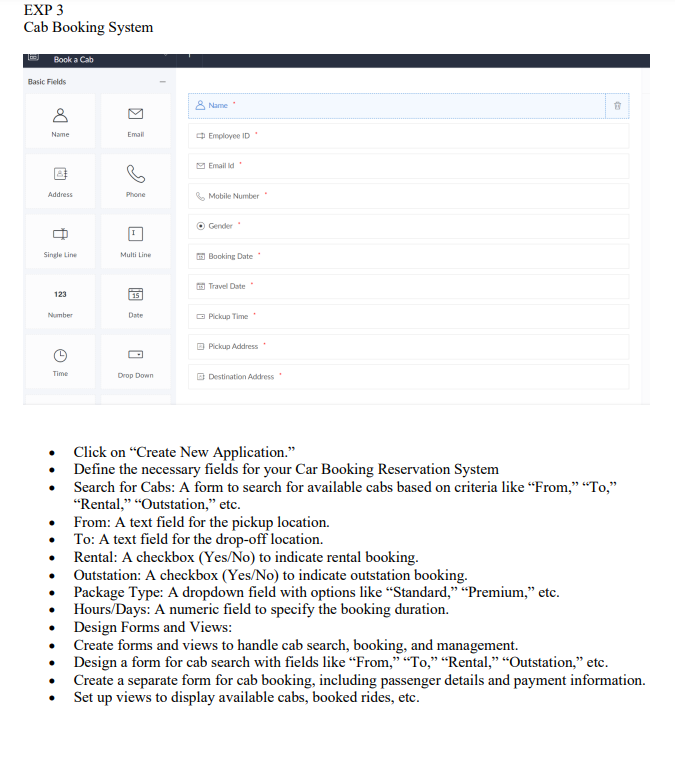 EXP 3
Cab Booking System
Book a Cab
Basic Fields
Name
Email
Address
Phone
Single Line
Multi Line
123
Number
15
Date
Time
Drop Down
Name *
Employee ID *
Email Id *
Mobile Number *
Gender *
Booking Date *
Travel Date *
Pickup Time *
Pickup Address *
Destination Address *
• Click on “Create New Application.”
• Define the necessary fields for your Car Booking Reservation System
• Search for Cabs: A form to search for available cabs based on criteria like “From,” “To,”
“Rental,” “Outstation,” etc.
• From: A text field for the pickup location.
• To: A text field for the drop-off location.
• Rental: A checkbox (Yes/No) to indicate rental booking.
• Outstation: A checkbox (Yes/No) to indicate outstation booking.
• Package Type: A dropdown field with options like “Standard,” “Premium,” etc.
• Hours/Days: A numeric field to specify the booking duration.
• Design Forms and Views:
• Create forms and views to handle cab search, booking, and management.
• Design a form for cab search with fields like “From,” “To,” “Rental,” “Outstation,” etc.
• Create a separate form for cab booking, including passenger details and payment information.
• Set up views to display available cabs, booked rides, etc.